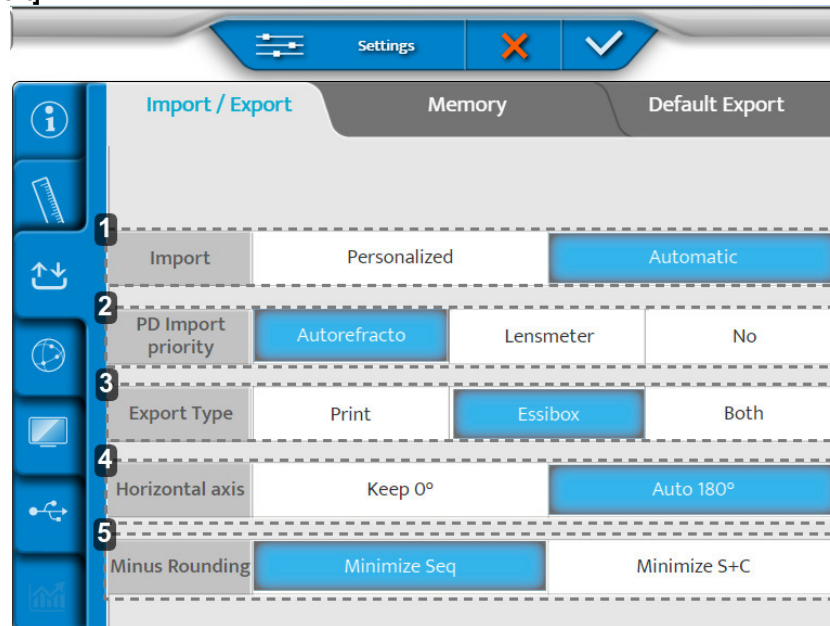 Settings
Import / Export Memory Default Export
1
Import Personalized Automatic
2
PD Import priority Autorefracto Lensmeter No
3
Export Type Print Essibox Both
4
Horizontal axis Keep 0° Auto 180°
5
Minus Rounding Minimize Seq Minimize S+C